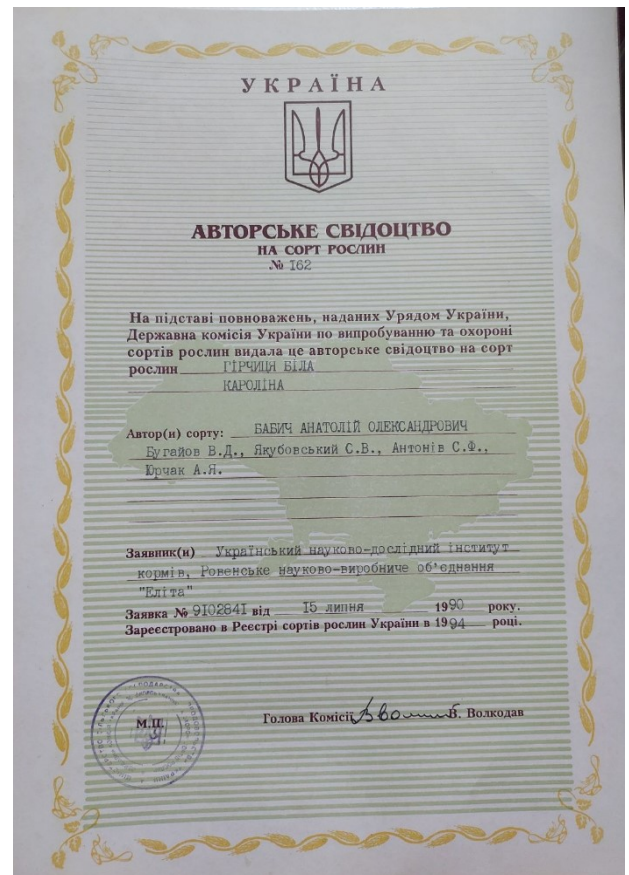 УКРАЇНА
АВТОРСЬКЕ СВІДОЦТВО
НА СОРТ РОСЛИН
№ I62
На підставі повноважень, наданих Урядом України,
Державна комісія України по випробуванню та охороні
сортів рослин видала це авторське свідоцтво на сорт
рослин ГІРЧИЦЯ БІЛА
КАРОЛІНА
Автор(и) сорту: БАБИЧ АНАТОЛІЙ ОЛЕКСАНДРОВИЧ
Бугайов В.Д., Якубовський С.В., Антонів С.Ф.,
Юрчак А.Я.
Заявник(и) Український науково-дослідний інститут
кормів, Ровенське науково-виробниче об'єднання
"Еліта"
Заявка № 9I0284I від I5 липня 1990 року.
Зареєстровано в Реєстрі сортів рослин України в 1994 році.
М.П.
Голова Комісії В. Волкодав